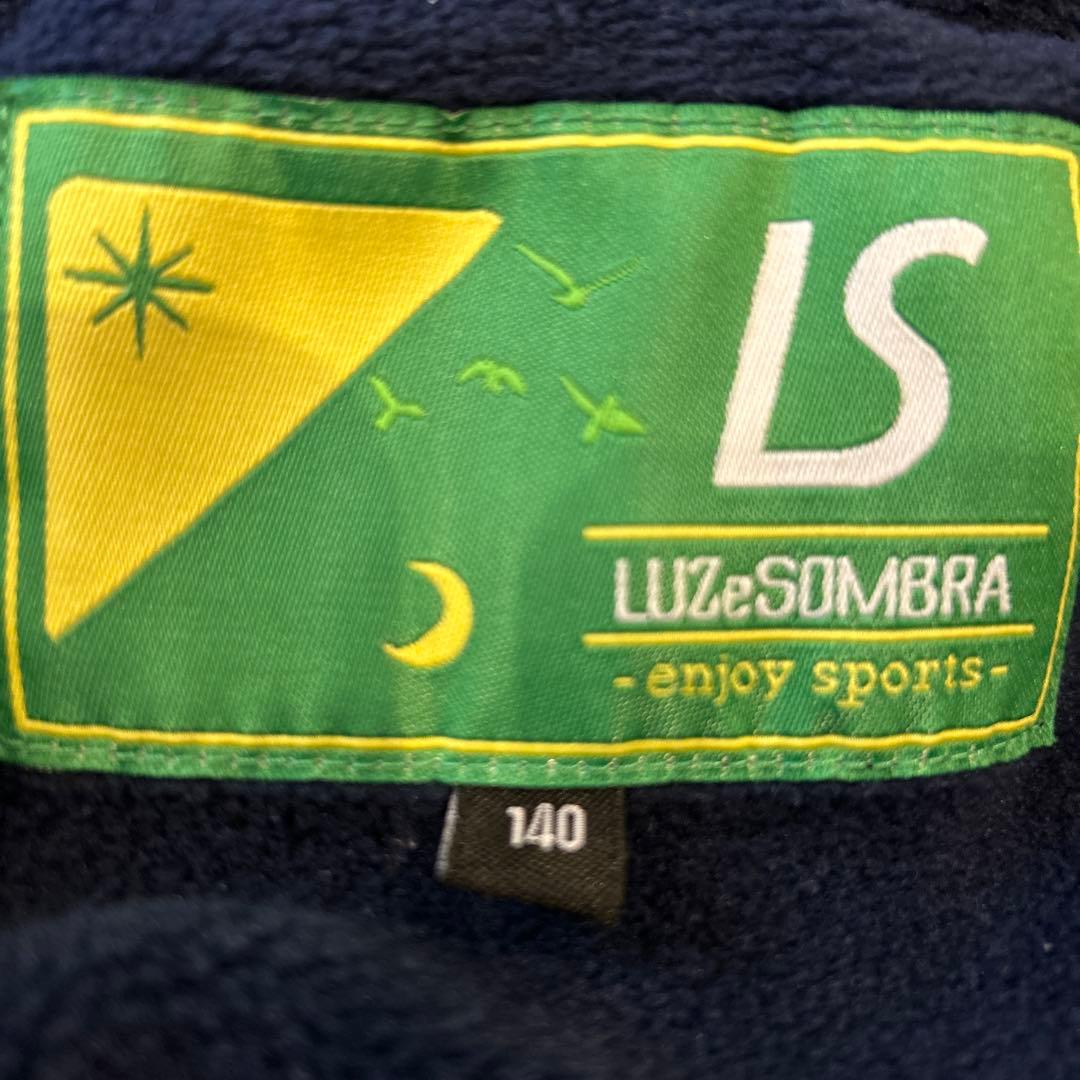 LS
LUZeSOMBRA
-enjoy sports-
140